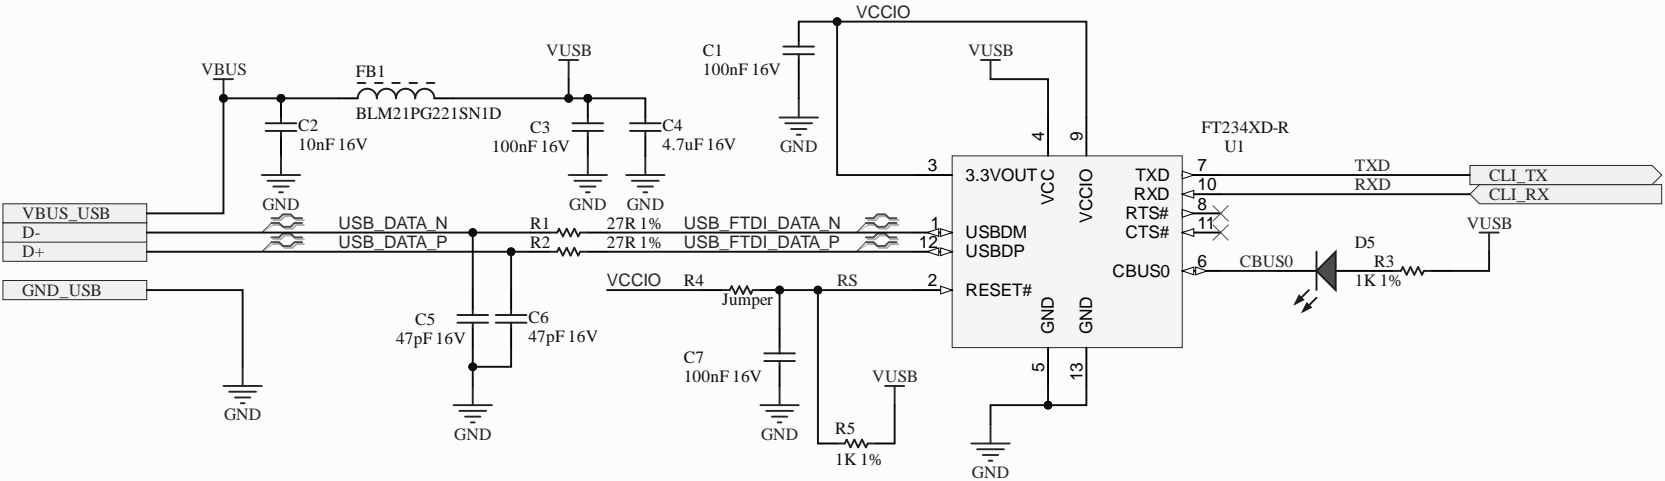 VCCIO
C1
100nF 16V
GND
VUSB
VBUS
FB1
BLM21PG221SN1D
VUSB
C2
10nF 16V
GND
C3
100nF 16V
GND
C4
4.7uF 16V
GND
FT234XD-R
U1
4
9
3
3.3VOUT
VCC
VCCIO
TXD
7
TXD
CLI_TX
RXD
10
RXD
CLI_RX
RTS#
8
CTS#
11
VBUS_USB
D-
USB_DATA_N
R1
27R 1%
USB_FTDI_DATA_N
1
USBDM
D+
USB_DATA_P
R2
27R 1%
USB_FTDI_DATA_P
12
USBDP
VUSB
CBUS0
6
CBUS0
D5
R3
1K 1%
GND_USB
VCCIO
R4
Jumper
RS
2
RESET#
GND
GND
5
13
C5
47pF 16V
C6
47pF 16V
C7
100nF 16V
VUSB
GND
GND
GND
R5
1K 1%
GND